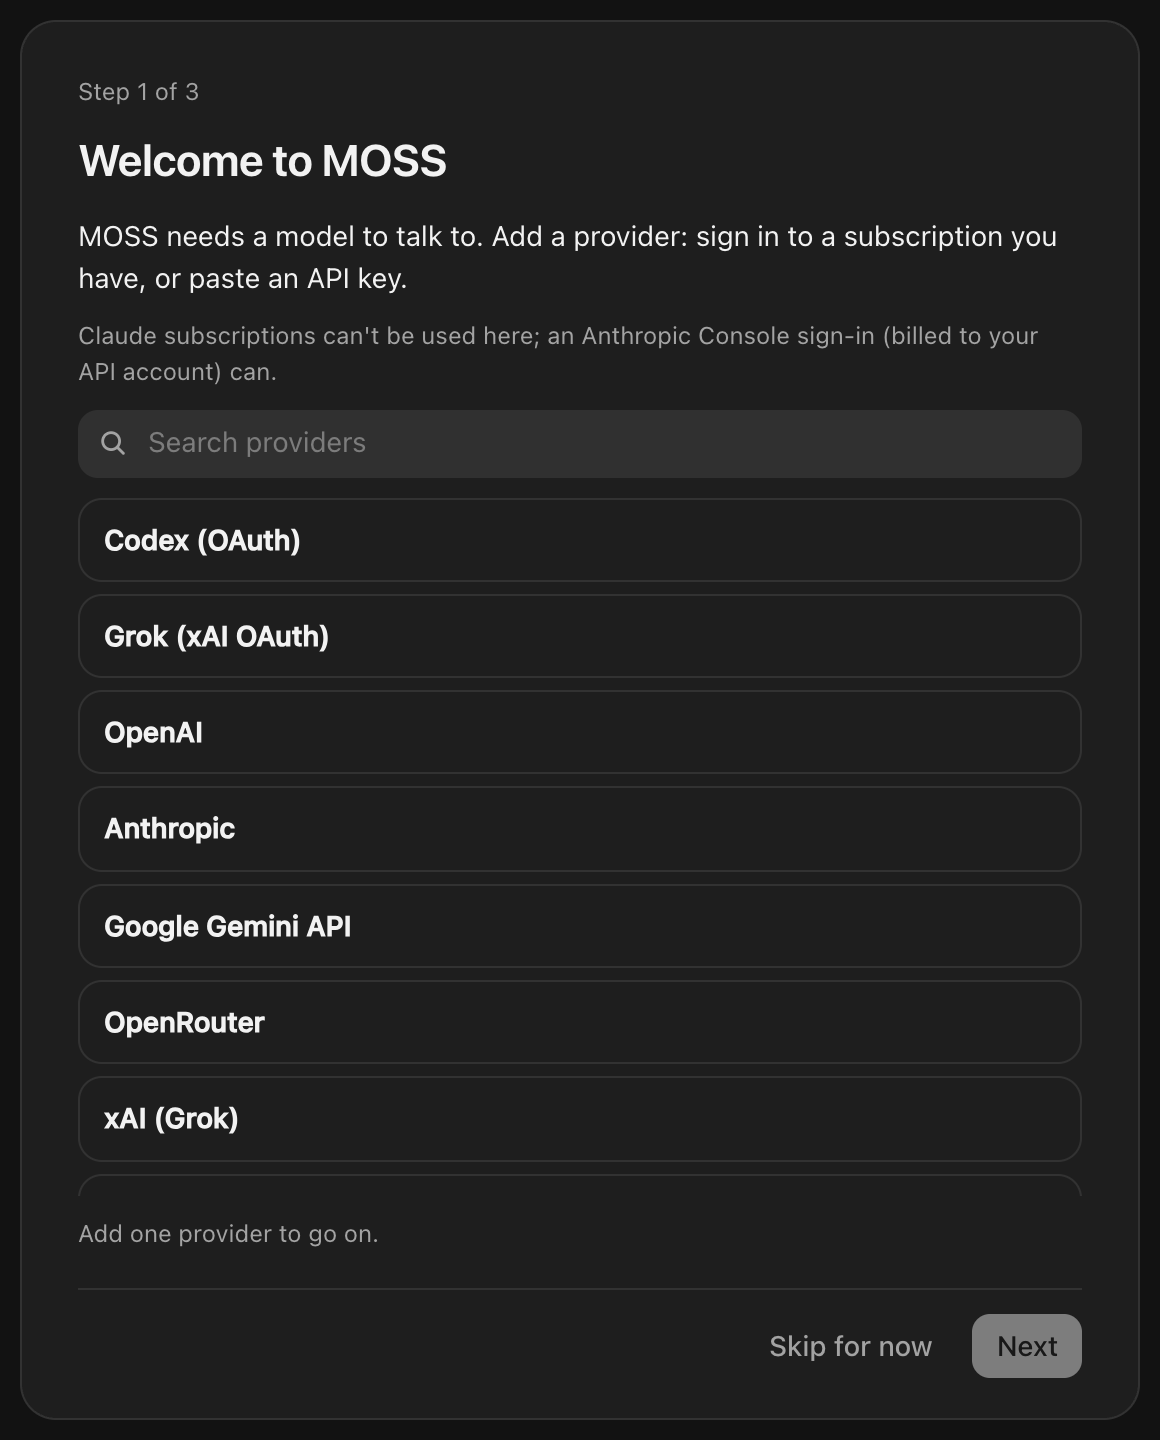 Step 1 of 3
Welcome to MOSS
MOSS needs a model to talk to. Add a provider: sign in to a subscription you
have, or paste an API key.
Claude subscriptions can't be used here; an Anthropic Console sign-in (billed to your
API account) can.
Search providers
Codex (OAuth)
Grok (xAI OAuth)
OpenAI
Anthropic
Google Gemini API
OpenRouter
xAI (Grok)
Add one provider to go on.
Skip for now
Next